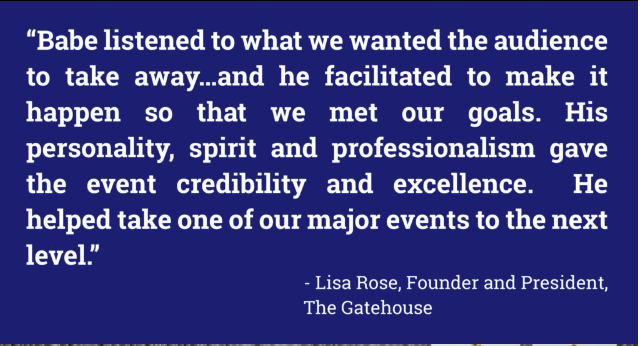 “Babe listened to what we wanted the audience
to take away...and he facilitated to make it
happen so that we met our goals. His
personality, spirit and professionalism gave
the event credibility and excellence. He
helped take one of our major events to the next
level.”
- Lisa Rose, Founder and President,
The Gatehouse